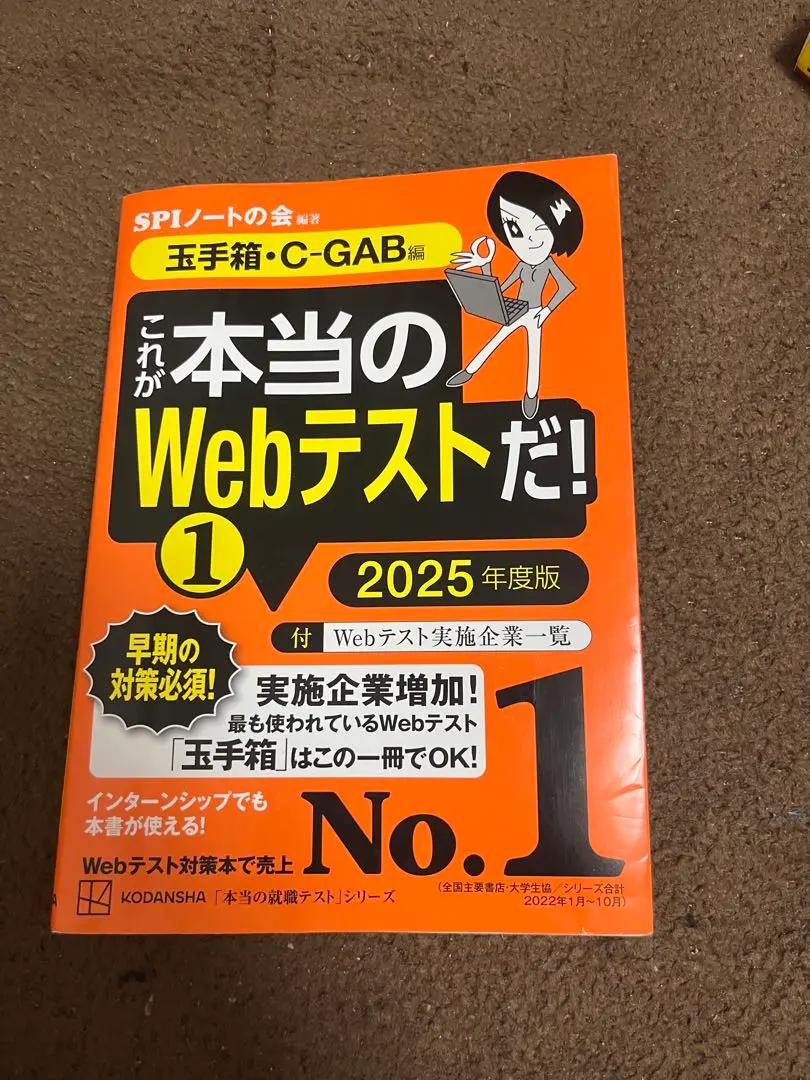 SPIノートの会 編著
玉手箱・C-GAB編
これが
本当の
Webテストだ!
1
2025年度版
付 Webテスト実施企業一覧
早期の
対策必須!
実施企業増加!
最も使われているWebテスト
「玉手箱」はこの一冊でOK!
インターンシップでも
本書が使える!
Webテスト対策本で売上 No.1
(全国主要書店・大学生協/シリーズ合計
2022年1月~10月)
KODANSHA 「本当の就職テスト」シリーズ